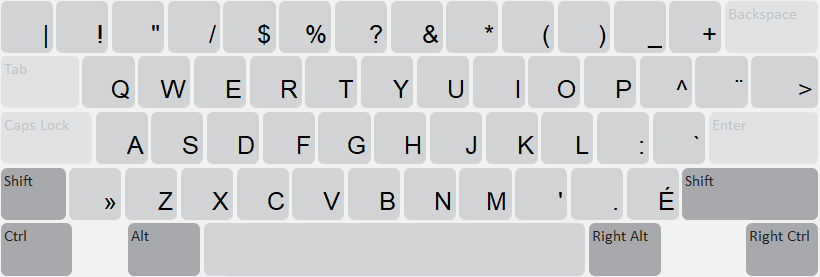 | ! " / $ % ? & * ( ) _ + Backspace
Tab Q W E R T Y U I O P ^ ¨ >
Caps Lock A S D F G H J K L : ` Enter
Shift » Z X C V B N M ' . É Shift
Ctrl Alt Right Alt Right Ctrl